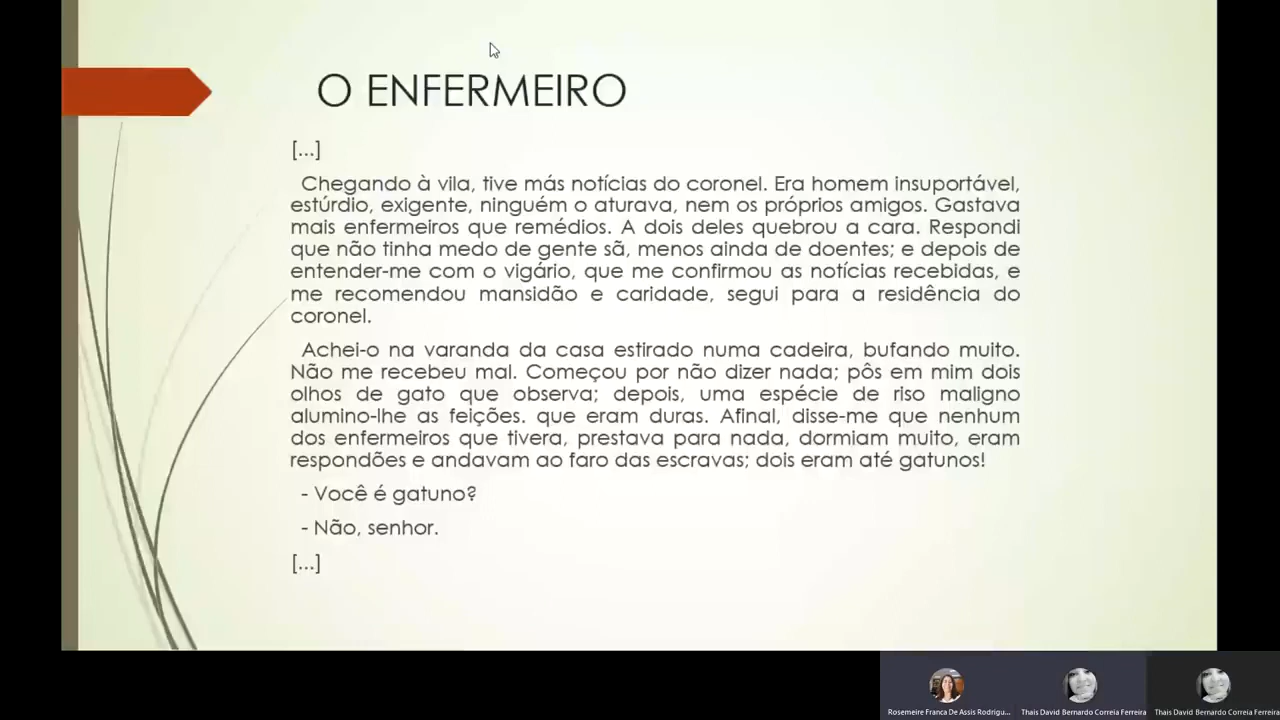 O ENFERMEIRO
[...]
Chegando à vila, tive más notícias do coronel. Era homem insuportável,
estúrdio, exigente, ninguém o aturava, nem os próprios amigos. Gastava
mais enfermeiros que remédios. A dois deles quebrou a cara. Respondi
que não tinha medo de gente sã, menos ainda de doentes; e depois de
entender-me com o vigário, que me confirmou as notícias recebidas, e
me recomendou mansidão e caridade, segui para a residência do
coronel.
Achei-o na varanda da casa estirado numa cadeira, bufando muito.
Não me recebeu mal. Começou por não dizer nada; pôs em mim dois
olhos de gato que observa; depois, uma espécie de riso maligno
alumino-lhe as feições. que eram duras. Afinal, disse-me que nenhum
dos enfermeiros que tivera, prestava para nada, dormiam muito, eram
respondões e andavam ao faro das escravas; dois eram até gatunos!
- Você é gatuno?
- Não, senhor.
[...]
Rosemeire Franca De Assis Rodrigu...
Thais David Bernardo Correia Ferreira
Thais David Bernardo Correia Ferreira